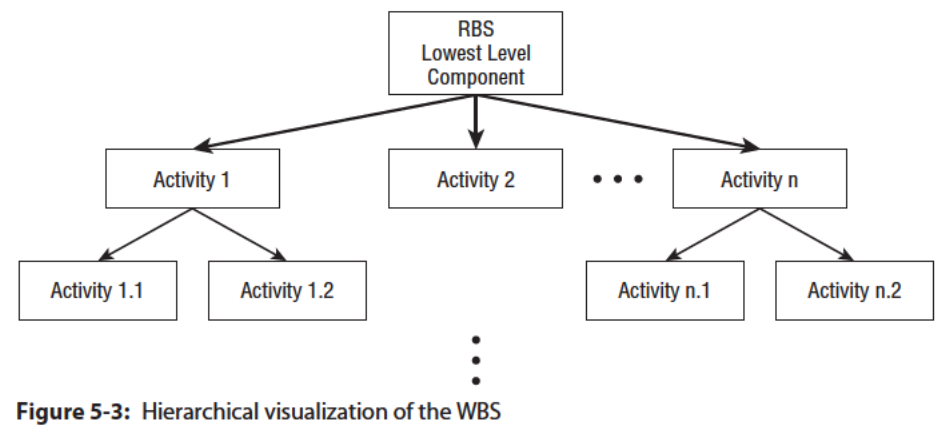 RBS
Lowest Level
Component
Activity 1
Activity 2
Activity n
Activity 1.1
Activity 1.2
Activity n.1
Activity n.2
Figure 5-3: Hierarchical visualization of the WBS